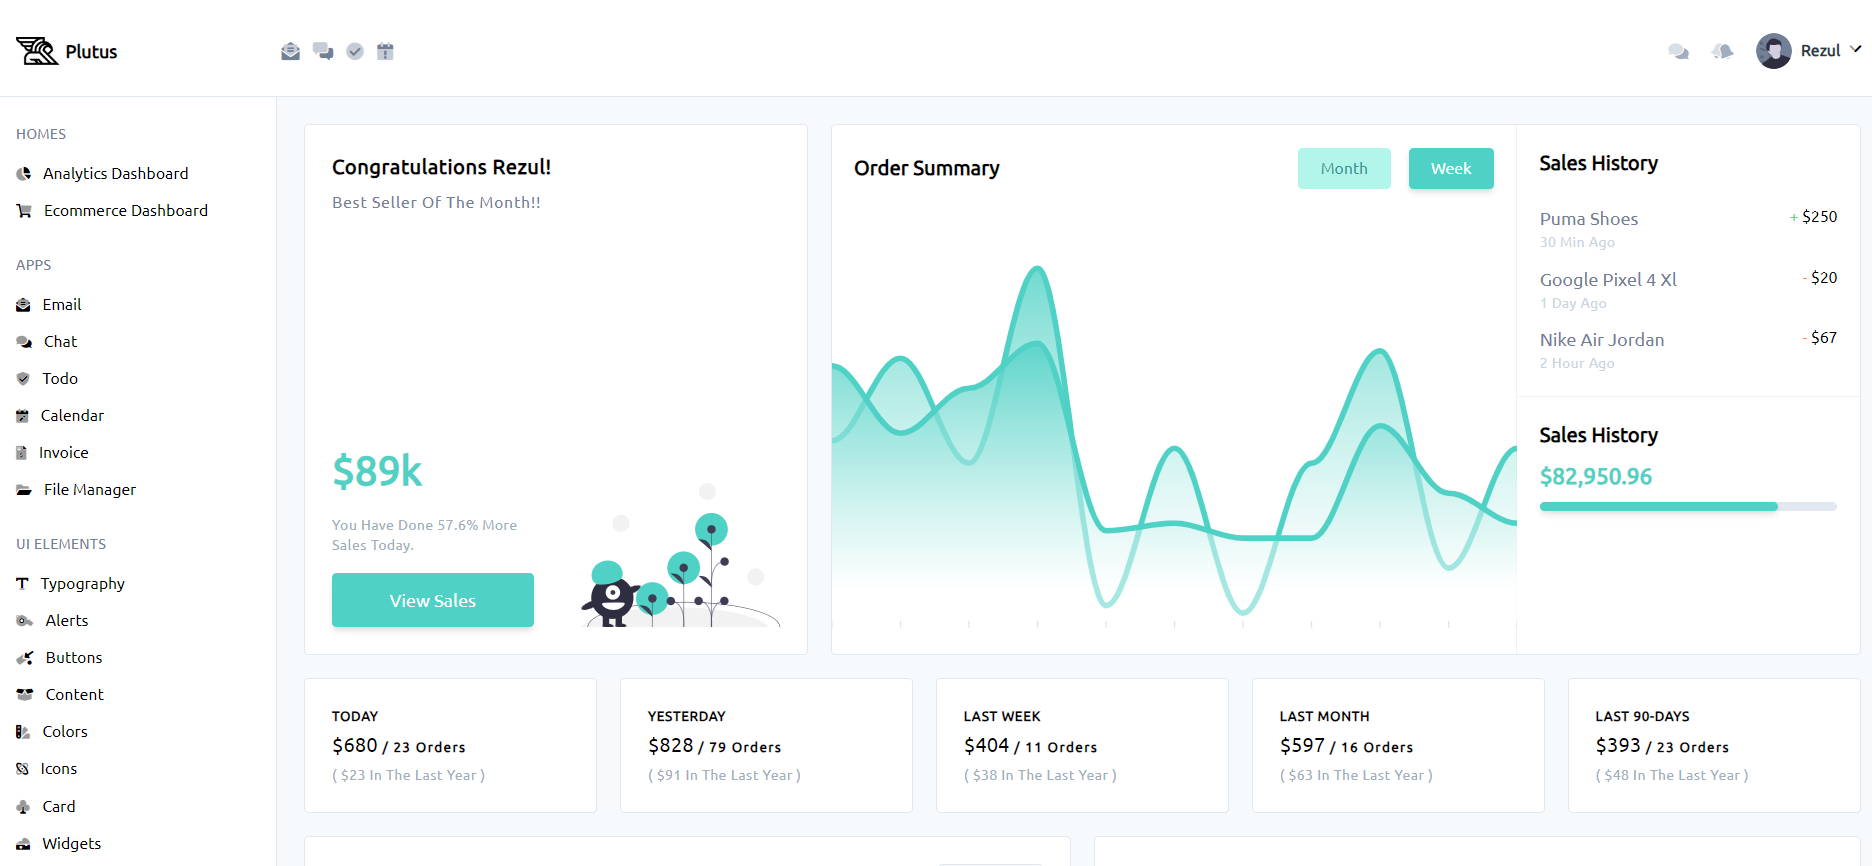 Plutus
Rezul
HOMES
Analytics Dashboard
Ecommerce Dashboard
APPS
Email
Chat
Todo
Calendar
Invoice
File Manager
UI ELEMENTS
Typography
Alerts
Buttons
Content
Colors
Icons
Card
Widgets
Congratulations Rezul!
Best Seller Of The Month!!
$89k
You Have Done 57.6% More
Sales Today.
View Sales
Order Summary
Month
Week
Sales History
Puma Shoes
+ $250
30 Min Ago
Google Pixel 4 Xl
- $20
1 Day Ago
Nike Air Jordan
- $67
2 Hour Ago
Sales History
$82,950.96
TODAY
$680 / 23 Orders
( $23 In The Last Year )
YESTERDAY
$828 / 79 Orders
( $91 In The Last Year )
LAST WEEK
$404 / 11 Orders
( $38 In The Last Year )
LAST MONTH
$597 / 16 Orders
( $63 In The Last Year )
LAST 90-DAYS
$393 / 23 Orders
( $48 In The Last Year )